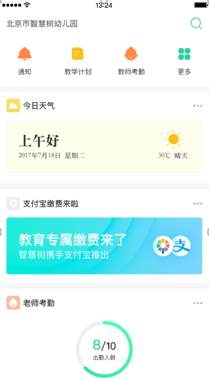 13:24
北京市智慧树幼儿园
通知 教学计划 教师考勤 更多
今日天气
上午好
2017年7月18日 星期二 30℃ 晴天
支付宝缴费来啦
教育专属缴费来了
智慧树携手支付宝推出
支
老师考勤
8/10
出勤人数